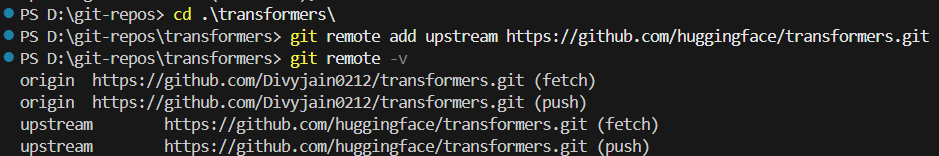 PS D:\git-repos> cd .\transformers\
PS D:\git-repos\transformers> git remote add upstream https://github.com/huggingface/transformers.git
PS D:\git-repos\transformers> git remote -v
origin  https://github.com/Divyjain0212/transformers.git (fetch)
origin  https://github.com/Divyjain0212/transformers.git (push)
upstream        https://github.com/huggingface/transformers.git (fetch)
upstream        https://github.com/huggingface/transformers.git (push)